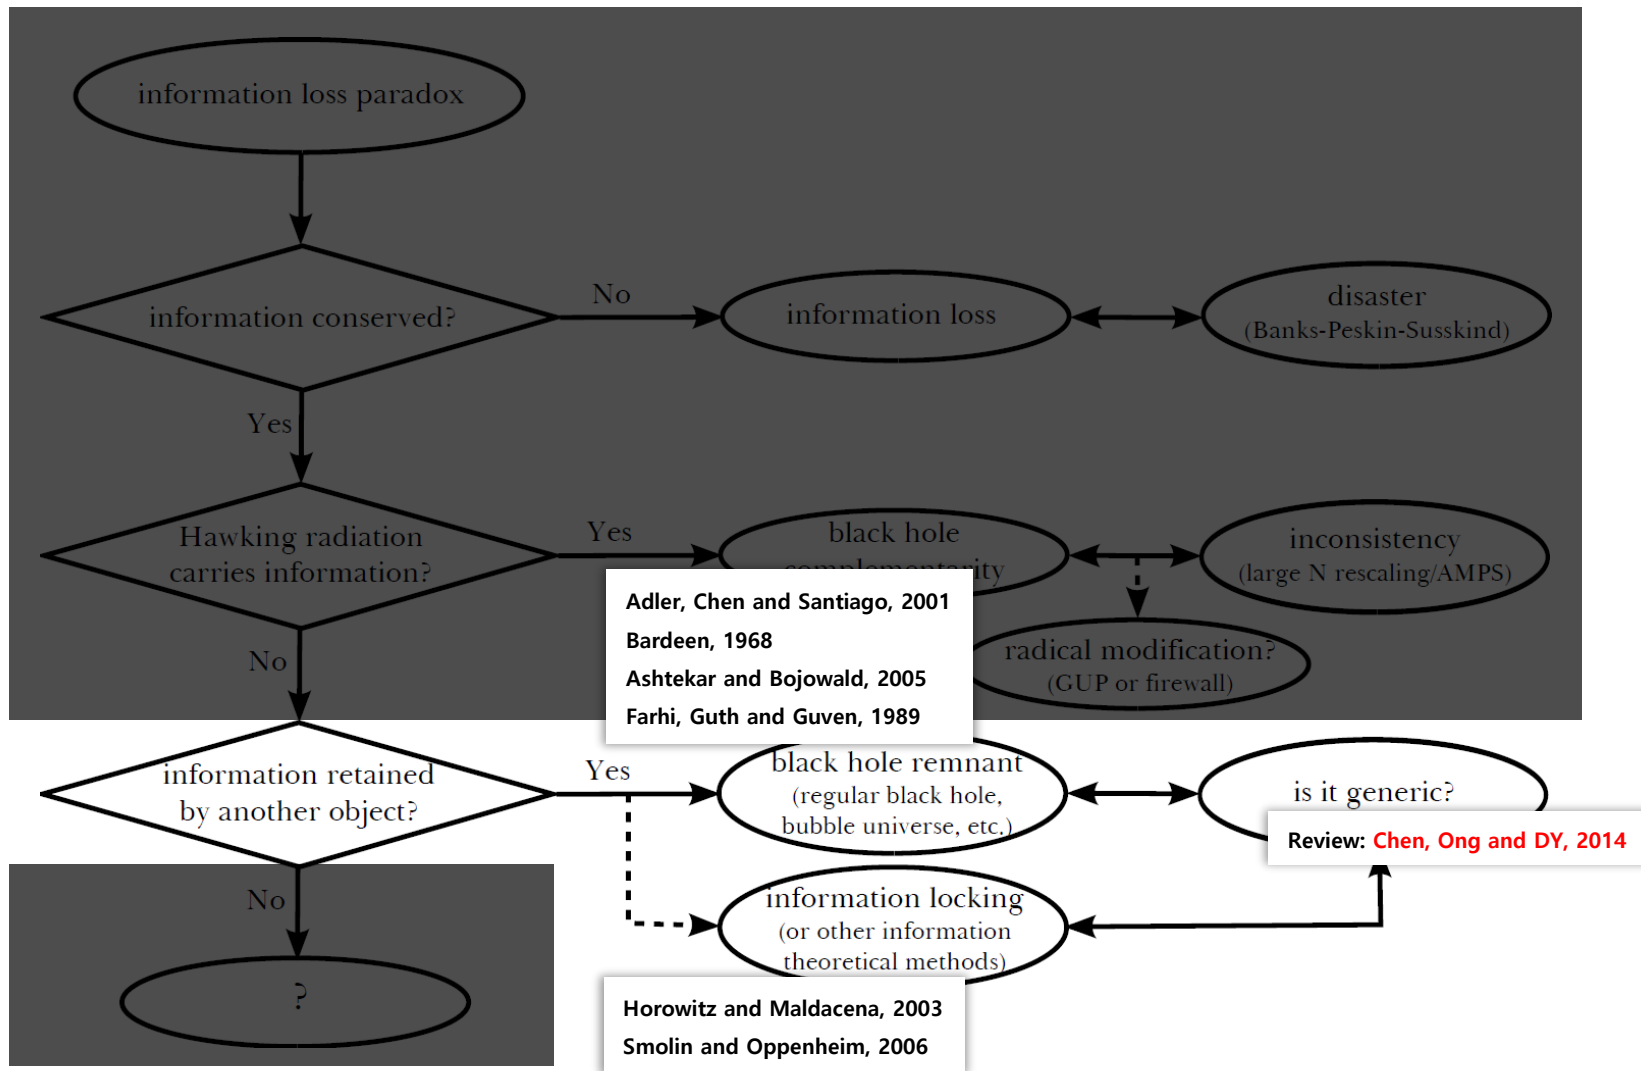 information loss paradox
information conserved?
No
information loss
disaster
(Banks-Peskin-Susskind)
Yes
Hawking radiation
carries information?
Yes
black hole
complementarity
inconsistency
(large N rescaling/AMPS)
radical modification?
(GUP or firewall)
Adler, Chen and Santiago, 2001
Bardeen, 1968
Ashtekar and Bojowald, 2005
Farhi, Guth and Guven, 1989
No
information retained
by another object?
Yes
black hole remnant
(regular black hole,
bubble universe, etc.)
is it generic?
Review: Chen, Ong and DY, 2014
information locking
(or other information
theoretical methods)
Horowitz and Maldacena, 2003
Smolin and Oppenheim, 2006
No
?